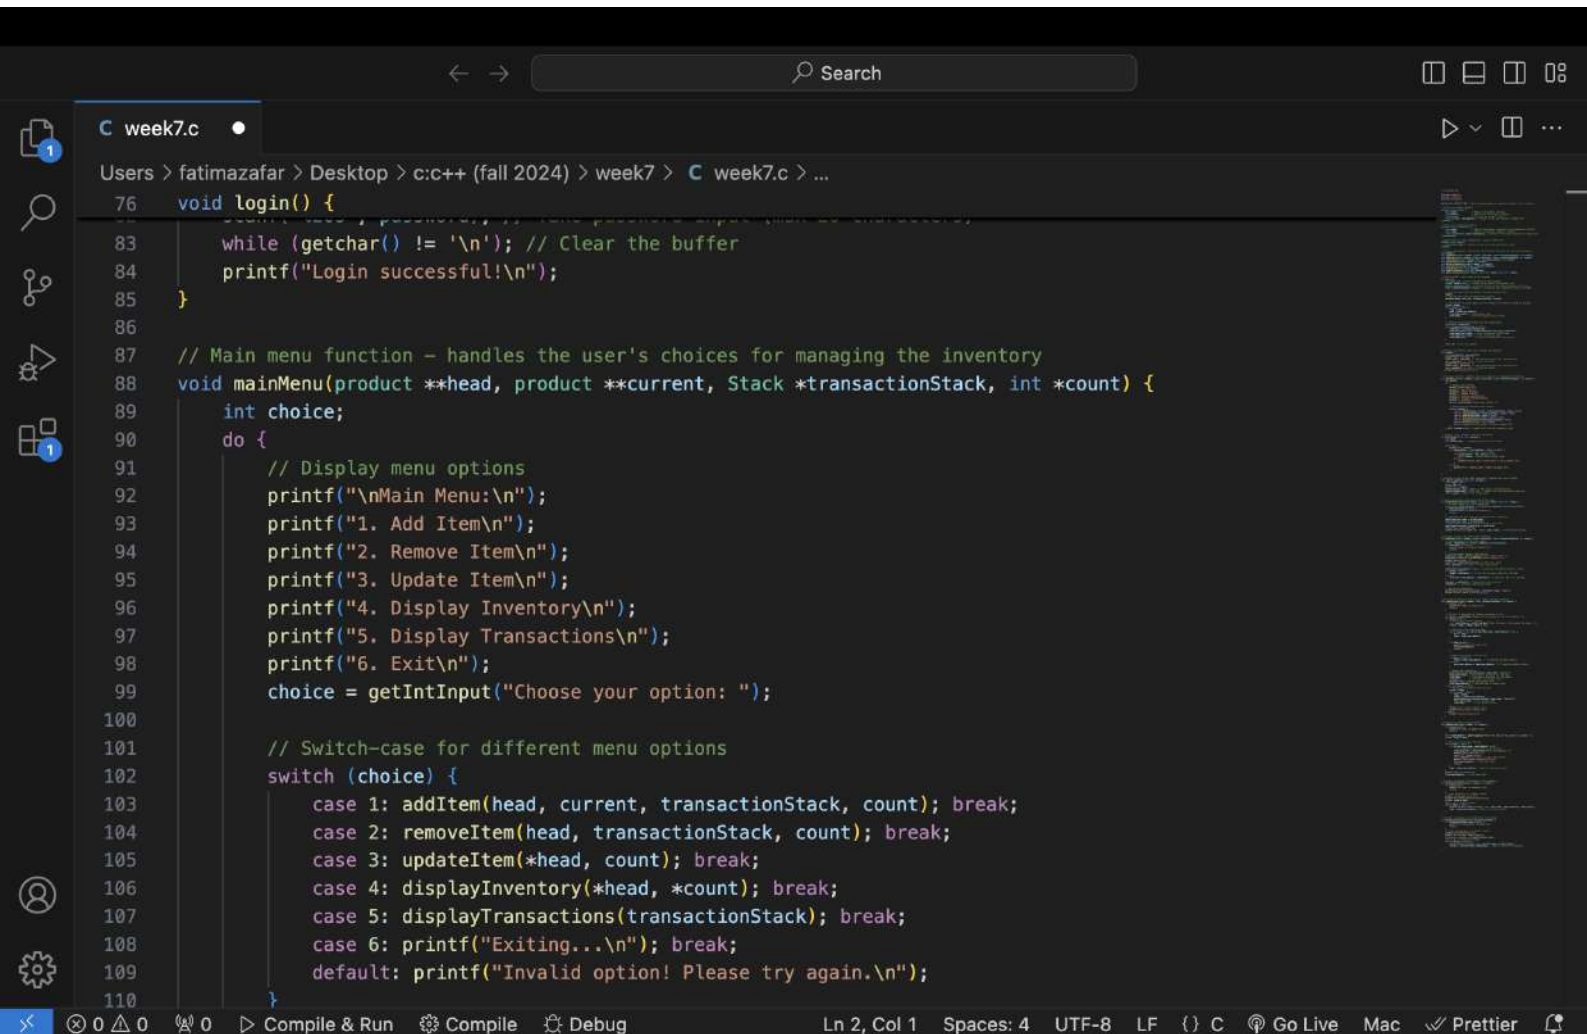 Search
C week7.c
Users > fatimazafar > Desktop > c:c++ (fall 2024) > week7 > C week7.c > ...
76 void login() {
83 while (getchar() != '\n'); // Clear the buffer
84 printf("Login successful!\n");
85 }
86
87 // Main menu function – handles the user's choices for managing the inventory
88 void mainMenu(product **head, product **current, Stack *transactionStack, int *count) {
89 int choice;
90 do {
91 // Display menu options
92 printf("\nMain Menu:\n");
93 printf("1. Add Item\n");
94 printf("2. Remove Item\n");
95 printf("3. Update Item\n");
96 printf("4. Display Inventory\n");
97 printf("5. Display Transactions\n");
98 printf("6. Exit\n");
99 choice = getIntInput("Choose your option: ");
100
101 // Switch-case for different menu options
102 switch (choice) {
103 case 1: addItem(head, current, transactionStack, count); break;
104 case 2: removeItem(head, transactionStack, count); break;
105 case 3: updateItem(*head, count); break;
106 case 4: displayInventory(*head, *count); break;
107 case 5: displayTransactions(transactionStack); break;
108 case 6: printf("Exiting...\n"); break;
109 default: printf("Invalid option! Please try again.\n");
110 }
1
1
0 0 0 Compile & Run Compile Debug Ln 2, Col 1 Spaces: 4 UTF-8 LF {} C Go Live Mac Prettier